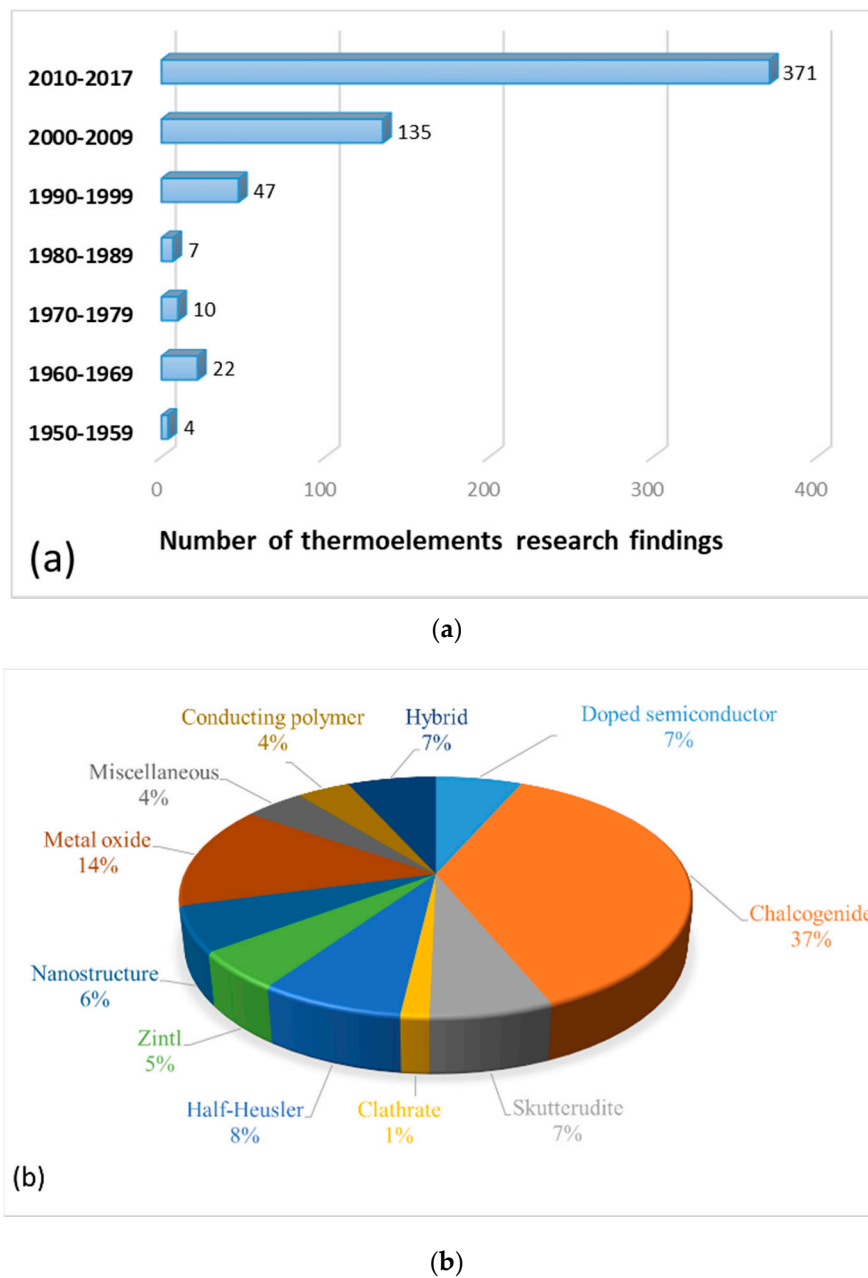 2010-2017
371
2000-2009
135
1990-1999
47
1980-1989
7
1970-1979
10
1960-1969
22
1950-1959
4
0 100 200 300 400
Number of thermoelements research findings
(a)
(a)
Conducting polymer
4%
Hybrid
7%
Doped semiconductor
7%
Miscellaneous
4%
Metal oxide
14%
Chalcogenide
37%
Nanostructure
6%
Zintl
5%
Half-Heusler
8%
Clathrate
1%
Skutterudite
7%
(b)
(b)